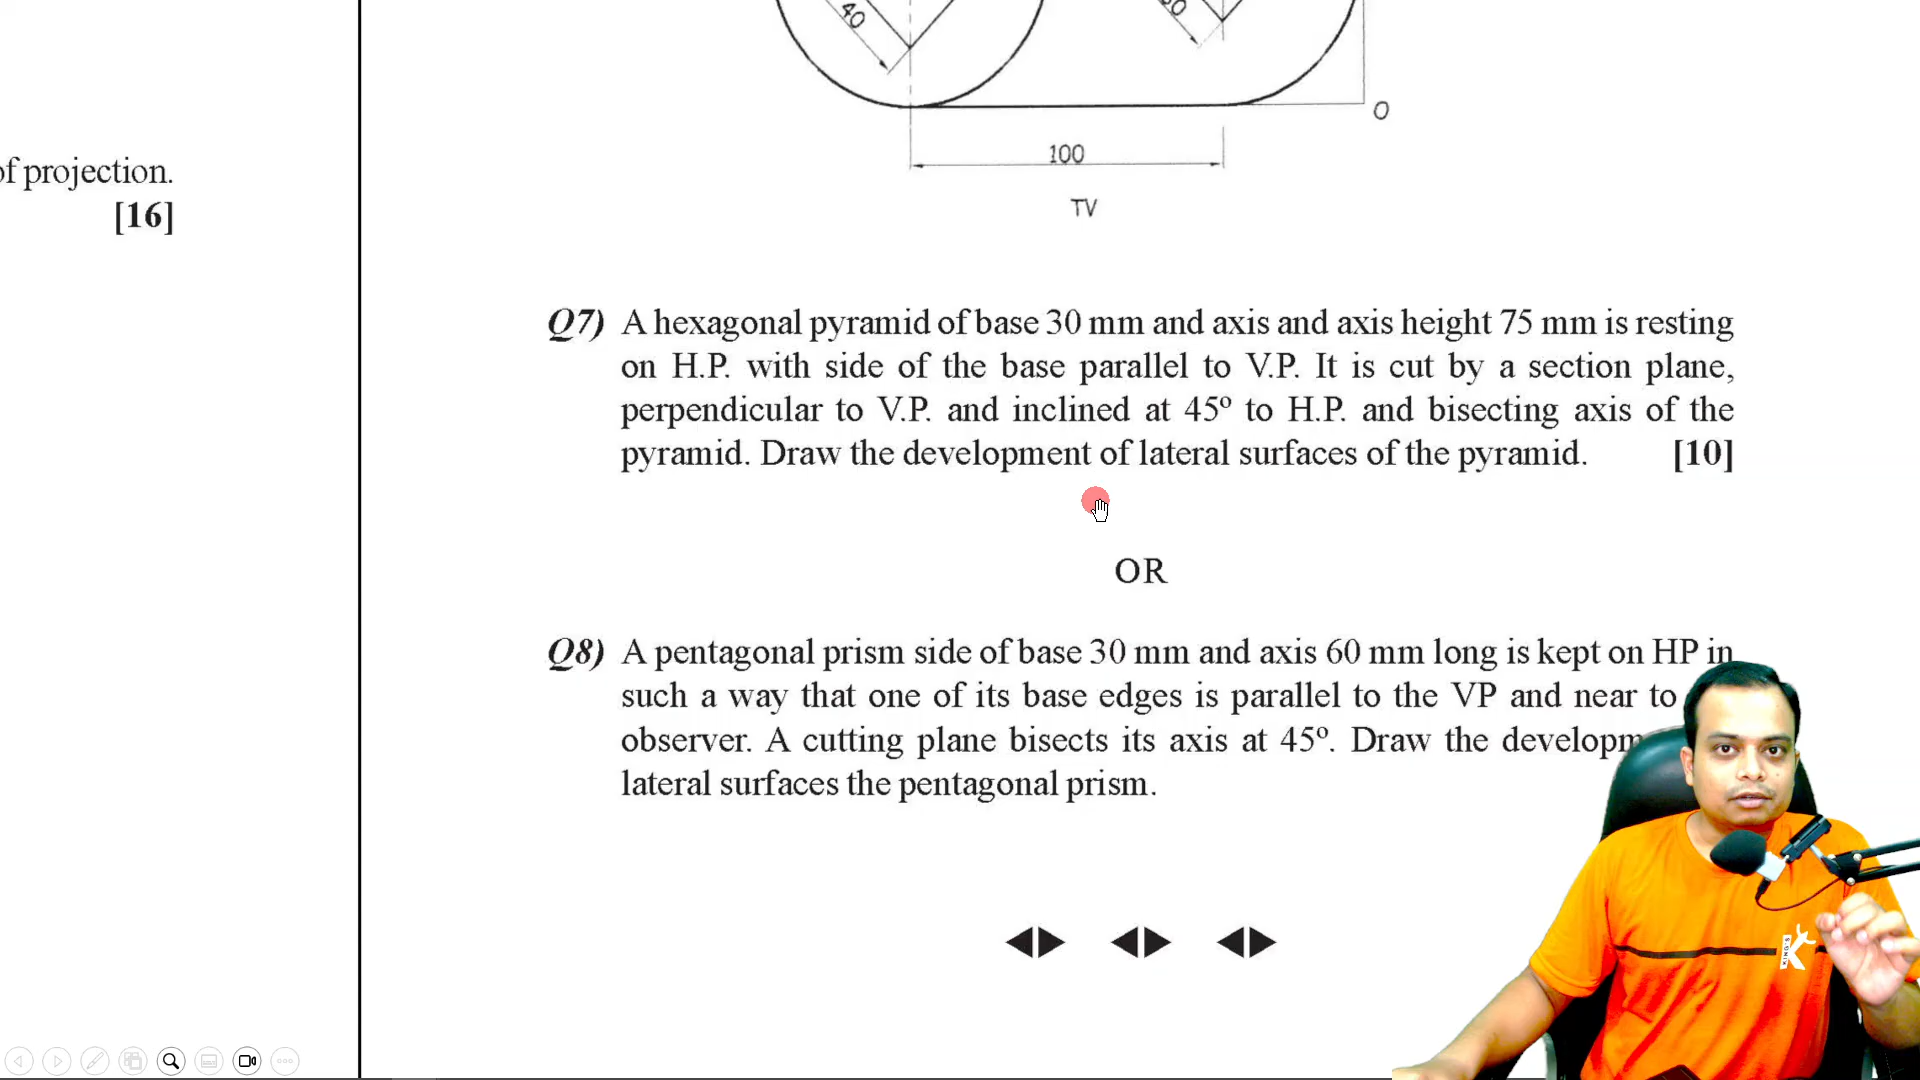 40
100
O
TV
of projection.
[16]
Q7) A hexagonal pyramid of base 30 mm and axis and axis height 75 mm is resting
on H.P. with side of the base parallel to V.P. It is cut by a section plane,
perpendicular to V.P. and inclined at 45º to H.P. and bisecting axis of the
pyramid. Draw the development of lateral surfaces of the pyramid. [10]
OR
Q8) A pentagonal prism side of base 30 mm and axis 60 mm long is kept on HP in
such a way that one of its base edges is parallel to the VP and near to
observer. A cutting plane bisects its axis at 45º. Draw the
lateral surfaces the pentagonal prism.
KING'S